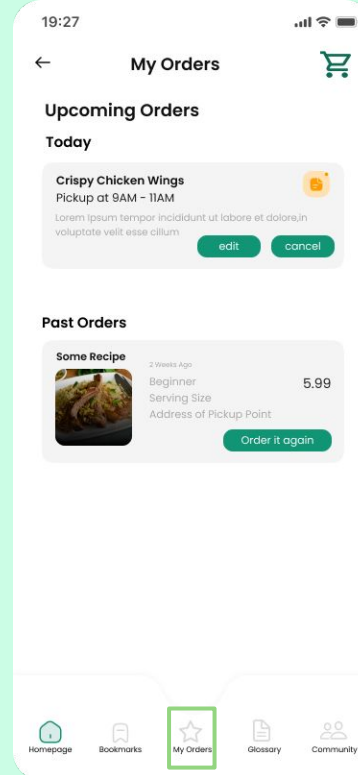 19:27
My Orders
Upcoming Orders
Today
Crispy Chicken Wings
Pickup at 9AM - 11AM
Lorem Ipsum tempor incididunt ut labore et dolore,in
voluptate velit esse cillum
edit
cancel
Past Orders
Some Recipe
2 Weeks Ago
Beginner
5.99
Serving Size
Address of Pickup Point
Order it again
Homepage
Bookmarks
My Orders
Glossary
Community